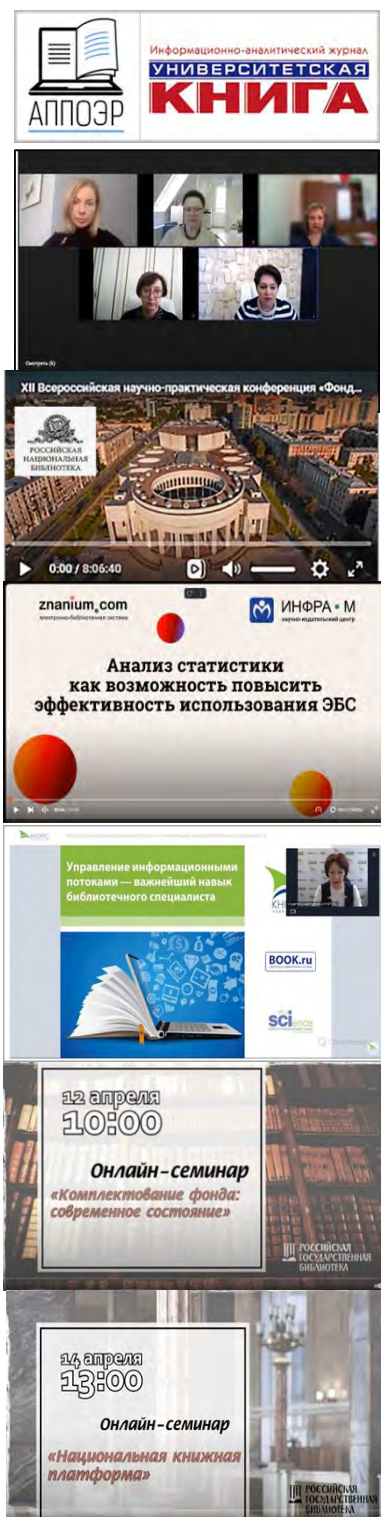 Информационно-аналитический журнал
УНИВЕРСИТЕТСКАЯ
КНИГА
АППОЭР
Смотреть (6)
XII Всероссийская научно-практическая конференция «Фонд...
РОССИЙСКАЯ
НАЦИОНАЛЬНАЯ
БИБЛИОТЕКА
0:00 / 8:06:40
znanium.com
электронно-библиотечная система
ИНФРА • М
научно-издательский центр
Анализ статистики
как возможность повысить
эффективность использования ЭБС
Управление информационными
потоками — важнейший навык
библиотечного специалиста
BOOK.ru
science
12 апреля
10:00
Онлайн-семинар
«Комплектование фонда:
современное состояние»
РОССИЙСКАЯ
ГОСУДАРСТВЕННАЯ
БИБЛИОТЕКА
14 апреля
13:00
Онлайн-семинар
«Национальная книжная
платформа»
РОССИЙСКАЯ
ГОСУДАРСТВЕННАЯ
БИБЛИОТЕКА